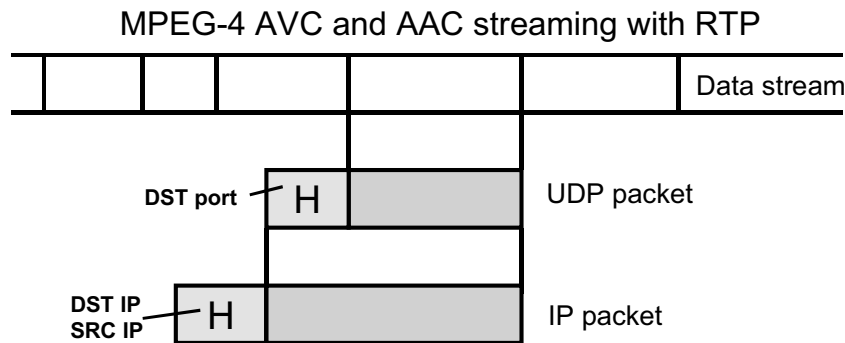 MPEG-4 AVC and AAC streaming with RTP
Data stream
DST port
H
UDP packet
DST IP
SRC IP
H
IP packet